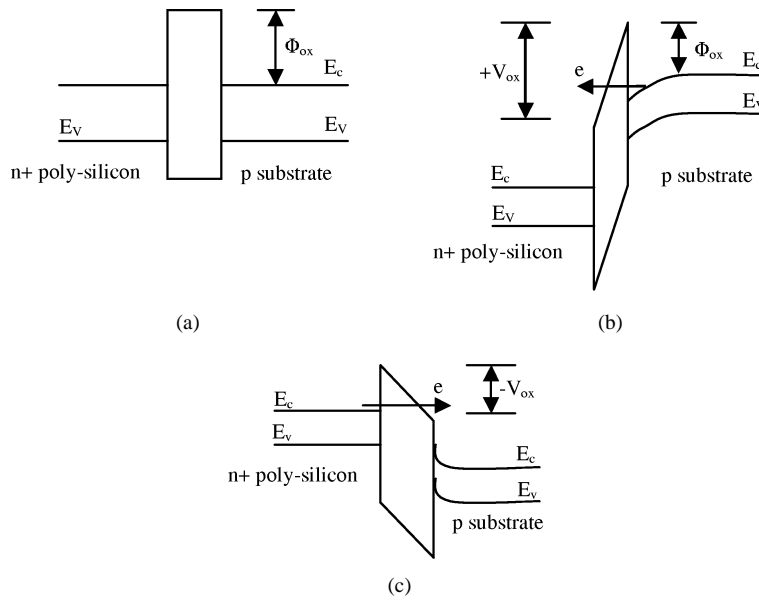 Φox
Ec
EV
EV
n+ poly-silicon
p substrate
(a)
+Vox
e
Φox
Ec
EV
Ec
EV
p substrate
n+ poly-silicon
(b)
e
-Vox
Ec
Ev
Ec
Ev
n+ poly-silicon
p substrate
(c)